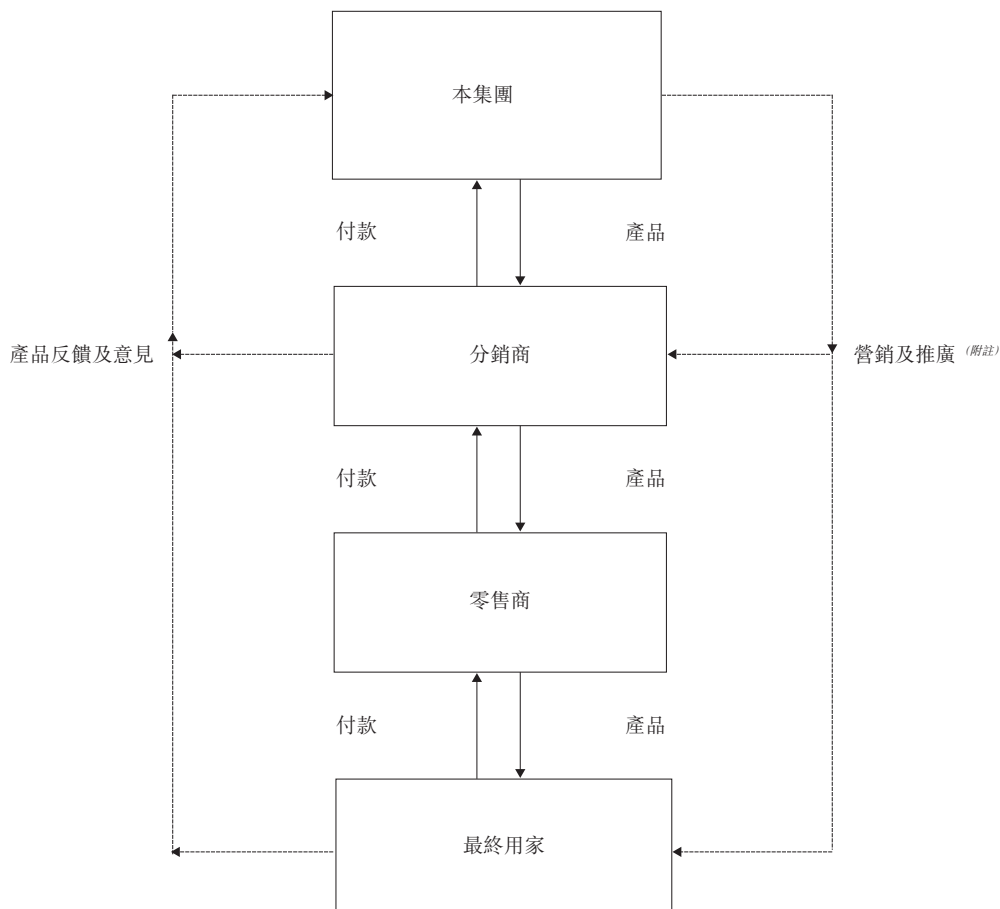 本集團
付款
產品
產品反饋及意見
分銷商
營銷及推廣 (附註)
付款
產品
零售商
付款
產品
最終用家